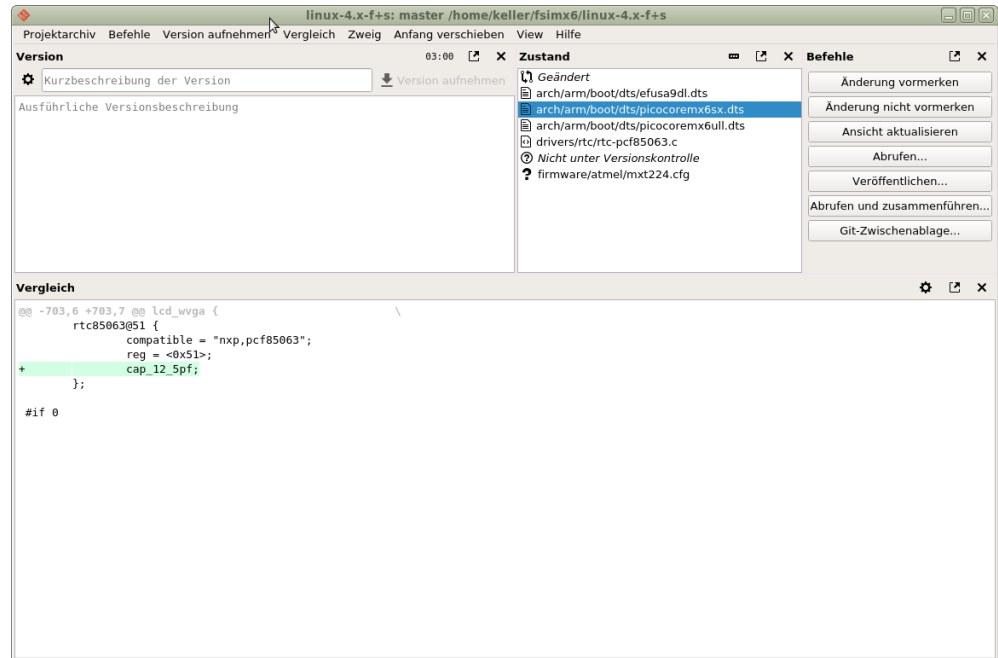 linux-4.x-f+s: master /home/keller/fsimx6/linux-4.x-f+s
Projektarchiv Befehle Version aufnehmen Vergleich Zweig Anfang verschieben View Hilfe
Version 03:00
Kurzbeschreibung der Version
Version aufnehmen
Ausführliche Versionsbeschreibung
Zustand
Geändert
arch/arm/boot/dts/efusa9dl.dts
arch/arm/boot/dts/picocoremx6sx.dts
arch/arm/boot/dts/picocoremx6ull.dts
drivers/rtc/rtc-pcf85063.c
Nicht unter Versionskontrolle
firmware/atmel/mxt224.cfg
Befehle
Änderung vormerken
Änderung nicht vormerken
Ansicht aktualisieren
Abrufen...
Veröffentlichen...
Abrufen und zusammenführen...
Git-Zwischenablage...
Vergleich
@@ -703,6 +703,7 @@ lcd_wvga { \
rtc85063@51 {
compatible = "nxp,pcf85063";
reg = <0x51>;
+ cap_12_5pf;
};
#if 0